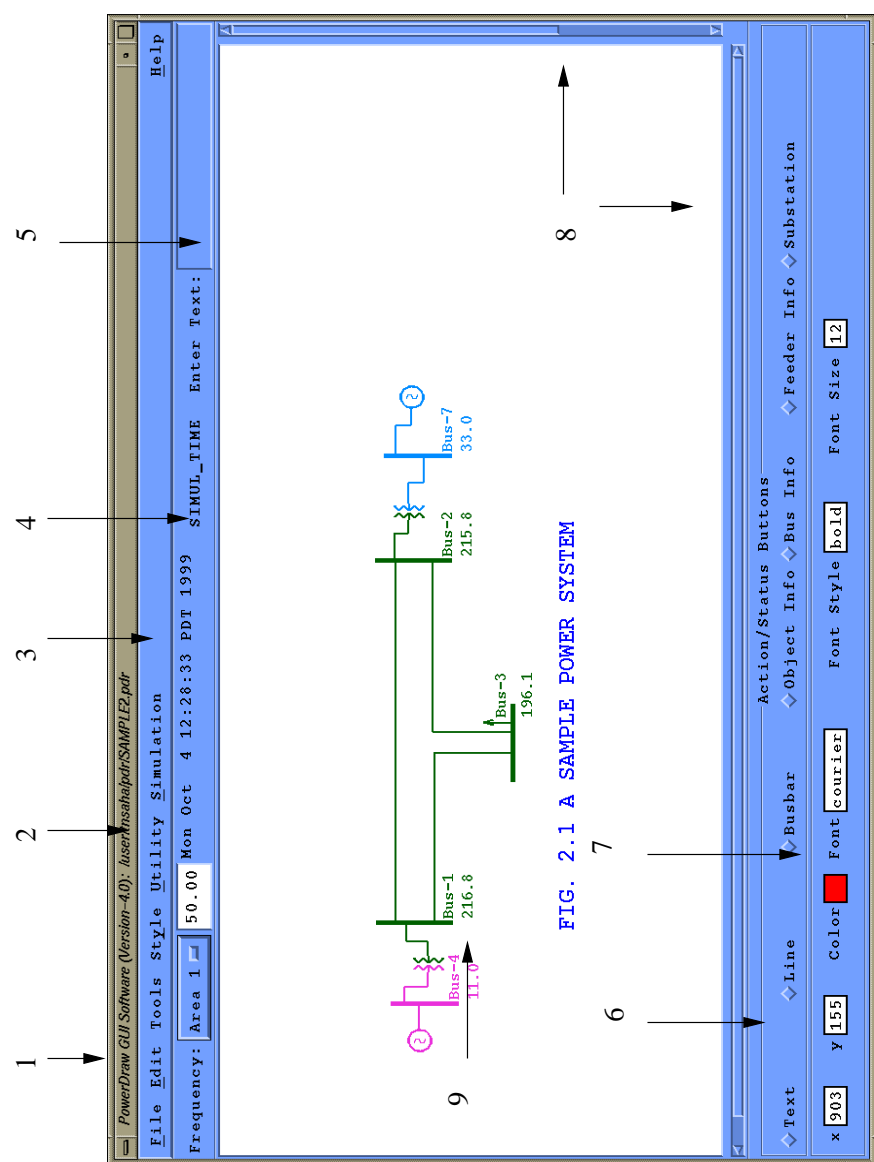 1 2 3 4 5
PowerDraw GUI Software (Version-4.0): /user/msaha/pdr/SAMPLE2.pdr
File Edit Tools Style Utility Simulation Help
Frequency: Area 1 50.00 Mon Oct 4 12:28:33 PDT 1999 SIMUL_TIME Enter Text:
Bus-4
11.0
Bus-1
216.8
Bus-2
215.8
Bus-7
33.0
Bus-3
196.1
9
FIG. 2.1 A SAMPLE POWER SYSTEM
8
6 7
Action/Status Buttons
Text Line Busbar Object Info Bus Info Feeder Info Substation
x 903 y 155 Color Font courier Font Style bold Font Size 12